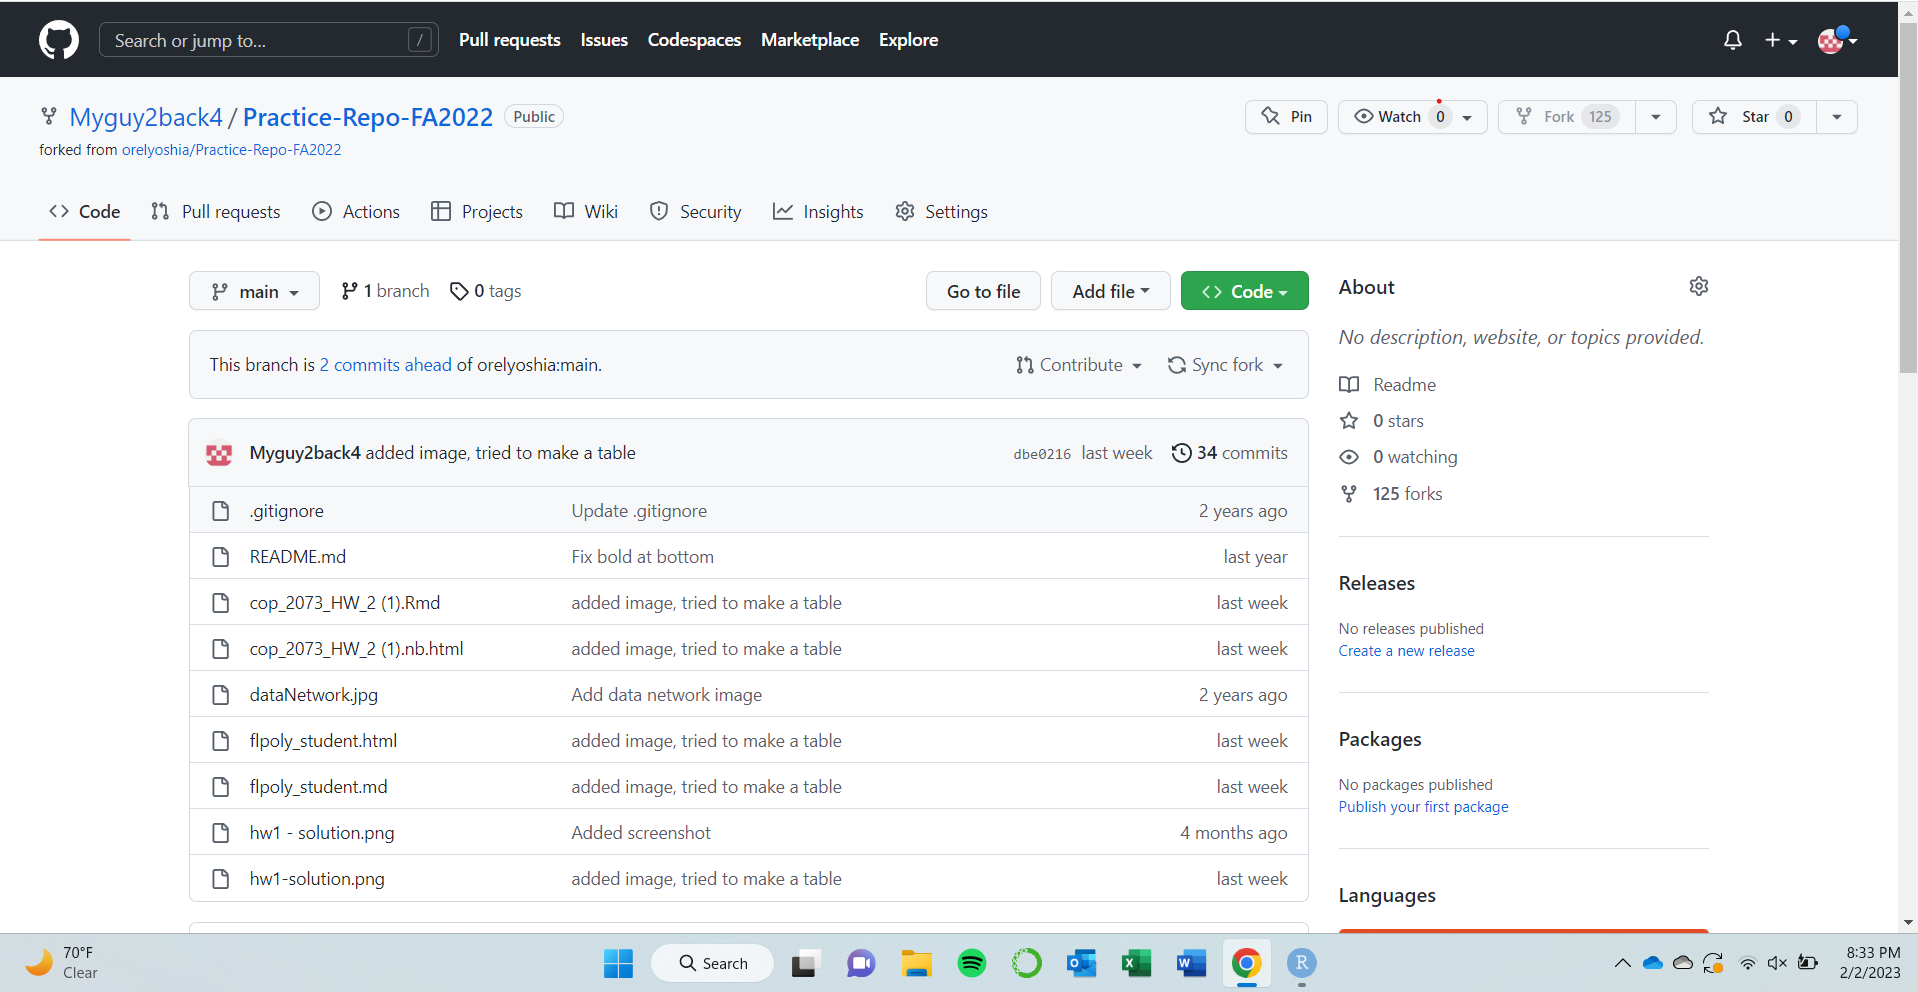 Search or jump to... /
Pull requests Issues Codespaces Marketplace Explore
Myguy2back4 / Practice-Repo-FA2022 Public
Pin Watch 0 Fork 125 Star 0
forked from orelyoshia/Practice-Repo-FA2022
Code Pull requests Actions Projects Wiki Security Insights Settings
main 1 branch 0 tags Go to file Add file Code
This branch is 2 commits ahead of orelyoshia:main. Contribute Sync fork
Myguy2back4 added image, tried to make a table dbe0216 last week 34 commits
.gitignore Update .gitignore 2 years ago
README.md Fix bold at bottom last year
cop_2073_HW_2 (1).Rmd added image, tried to make a table last week
cop_2073_HW_2 (1).nb.html added image, tried to make a table last week
dataNetwork.jpg Add data network image 2 years ago
flpoly_student.html added image, tried to make a table last week
flpoly_student.md added image, tried to make a table last week
hw1 - solution.png Added screenshot 4 months ago
hw1-solution.png added image, tried to make a table last week
About
No description, website, or topics provided.
Readme
0 stars
0 watching
125 forks
Releases
No releases published
Create a new release
Packages
No packages published
Publish your first package
Languages
70°F
Clear
Search
R
8:33 PM
2/2/2023